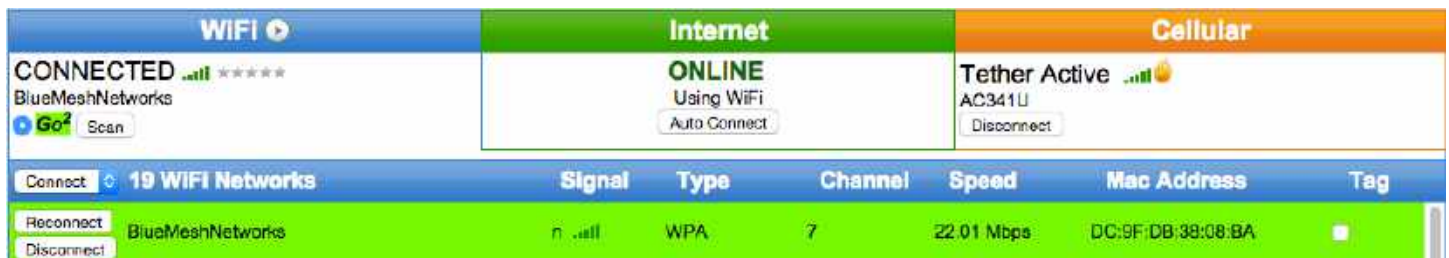 WiFi Internet Cellular
CONNECTED
BlueMeshNetworks
Go² Scan
ONLINE
Using WiFi
Auto Connect
Tether Active
AC341U
Disconnect
Connect 19 WiFi Networks Signal Type Channel Speed Mac Address Tag
Reconnect
Disconnect
BlueMeshNetworks n WPA 7 22.01 Mbps DC:9F:DB:38:08:BA